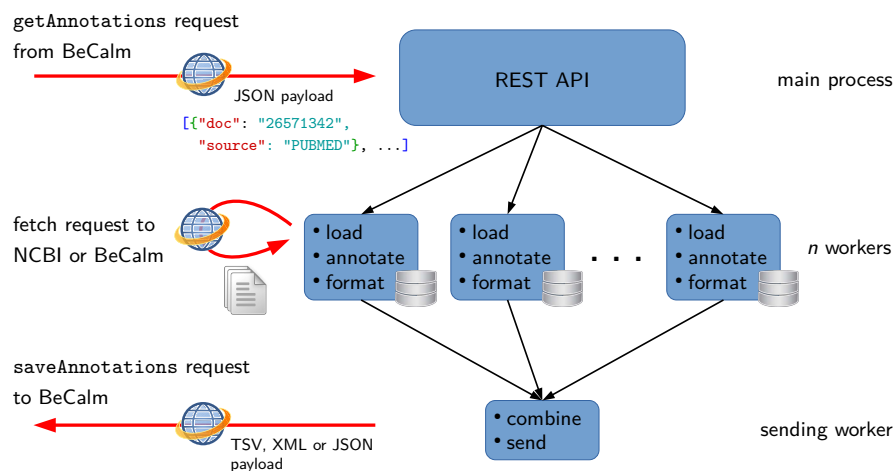 getAnnotations request
from BeCalm
JSON payload
[{"doc": "26571342",
"source": "PUBMED"}, ...]
REST API
main process
fetch request to
NCBI or BeCalm
• load
• annotate
• format
• load
• annotate
• format
. . .
• load
• annotate
• format
n workers
saveAnnotations request
to BeCalm
TSV, XML or JSON
payload
• combine
• send
sending worker